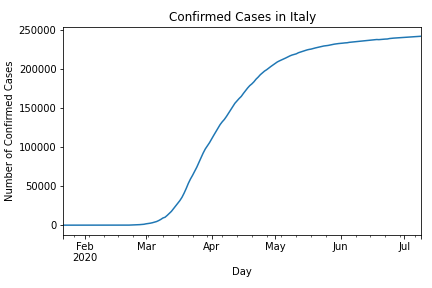 Confirmed Cases in Italy
Number of Confirmed Cases
250000
200000
150000
100000
50000
0
Feb Mar Apr May Jun Jul
2020
Day